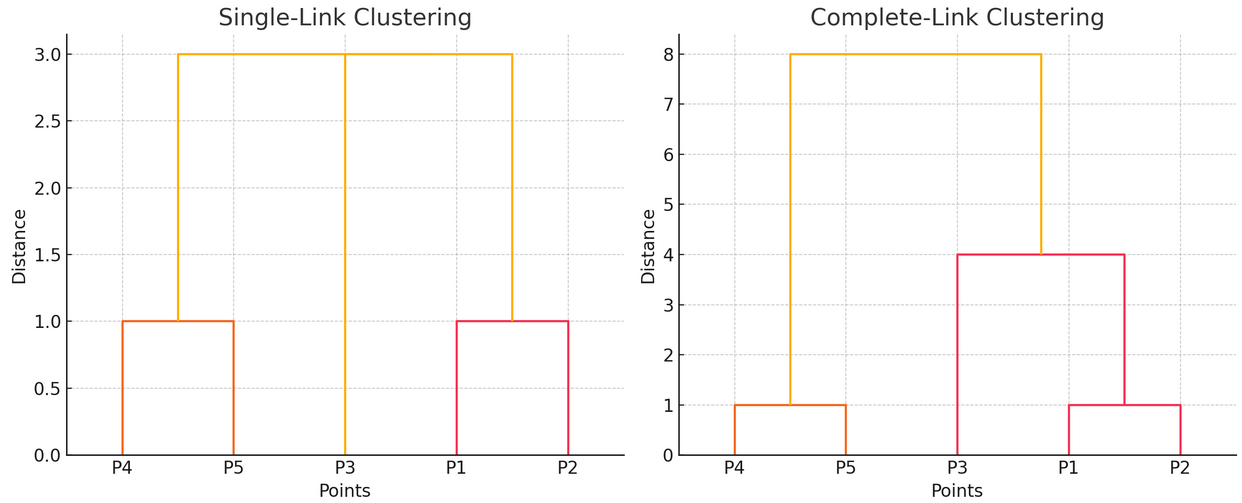 Single-Link Clustering
3.0
2.5
2.0
1.5
1.0
0.5
0.0
Distance
P4 P5 P3 P1 P2
Points
Complete-Link Clustering
8
7
6
5
4
3
2
1
0
Distance
P4 P5 P3 P1 P2
Points